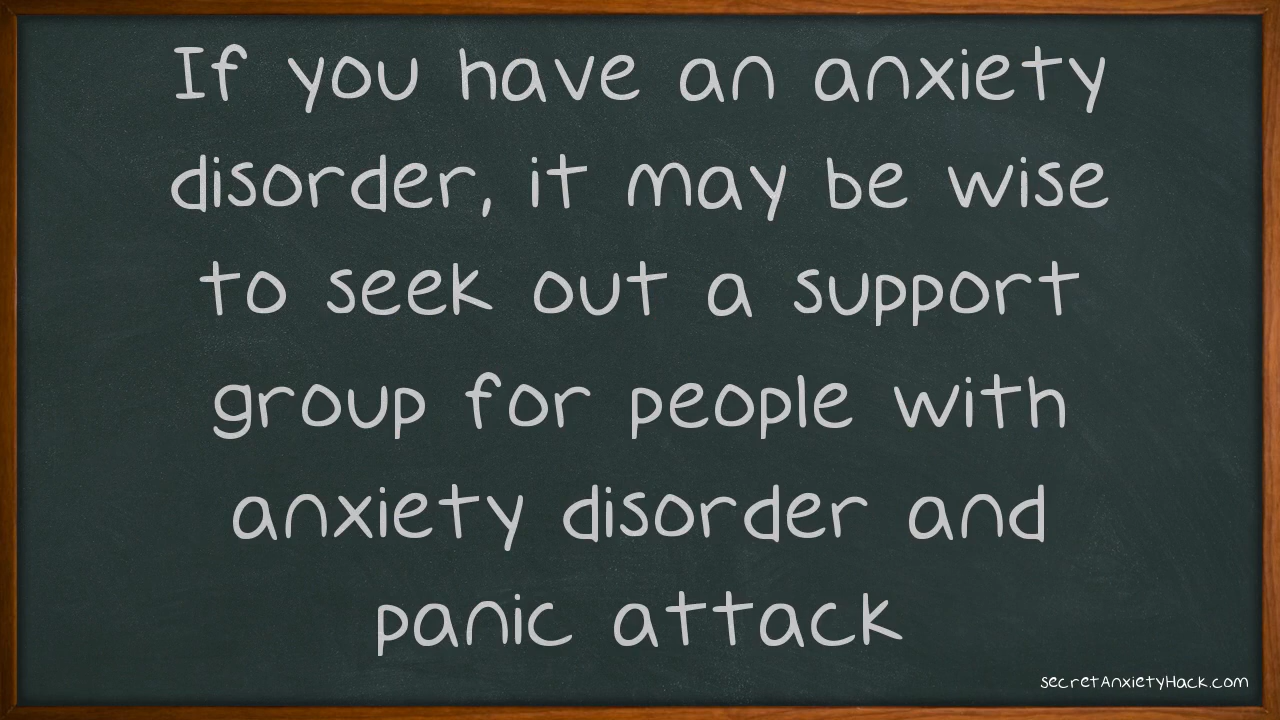 If you have an anxiety
disorder, it may be wise
to seek out a support
group for people with
anxiety disorder and
panic attack
secretAnxietyHack.com